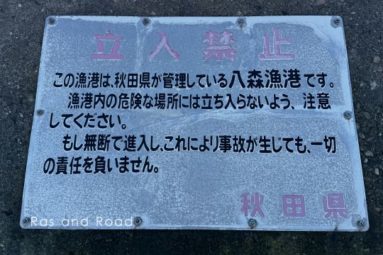 立入禁止
この漁港は、秋田県が管理している八森漁港です。
漁港内の危険な場所には立ち入らないよう、注意
してください。
もし無断で進入し、これにより事故が生じても、一切
の責任を負いません。
秋田県
Ras and Road